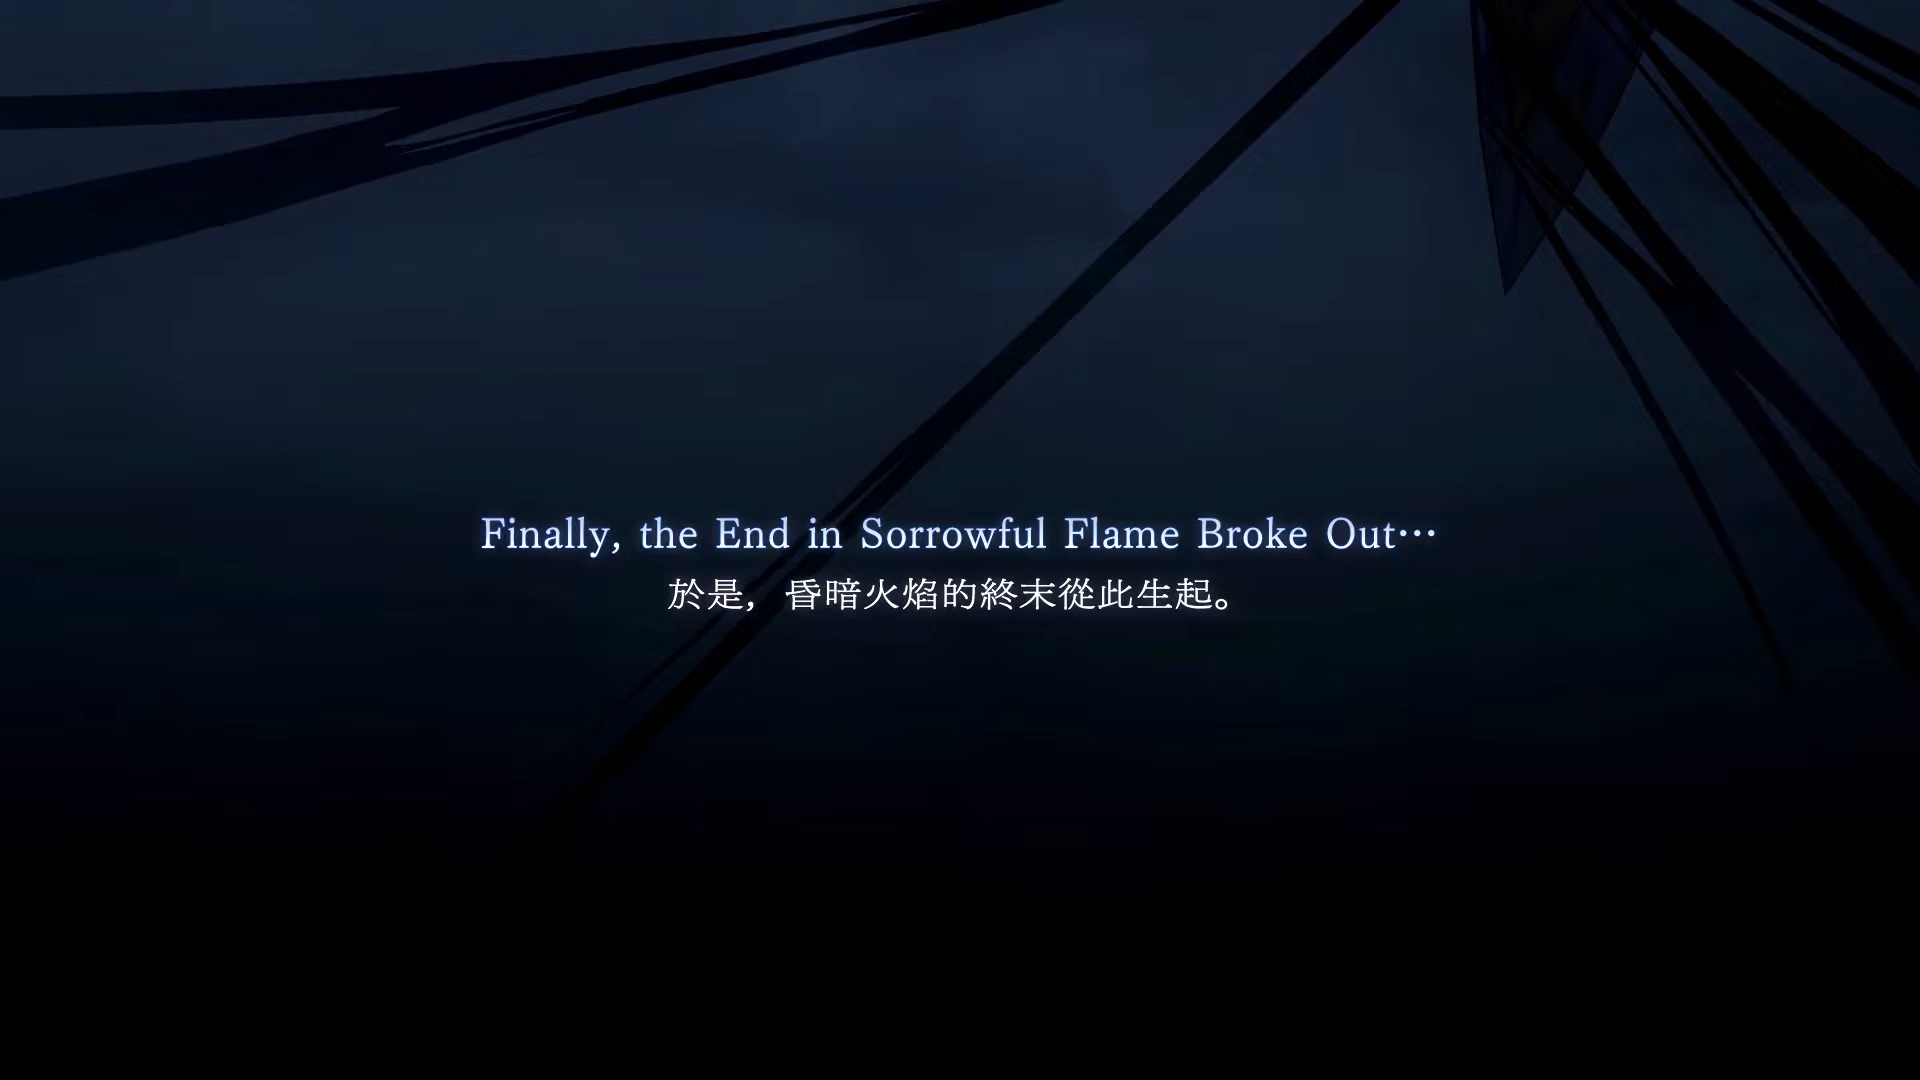 Finally, the End in Sorrowful Flame Broke Out…
於是, 昏暗火焰的終末從此生起。